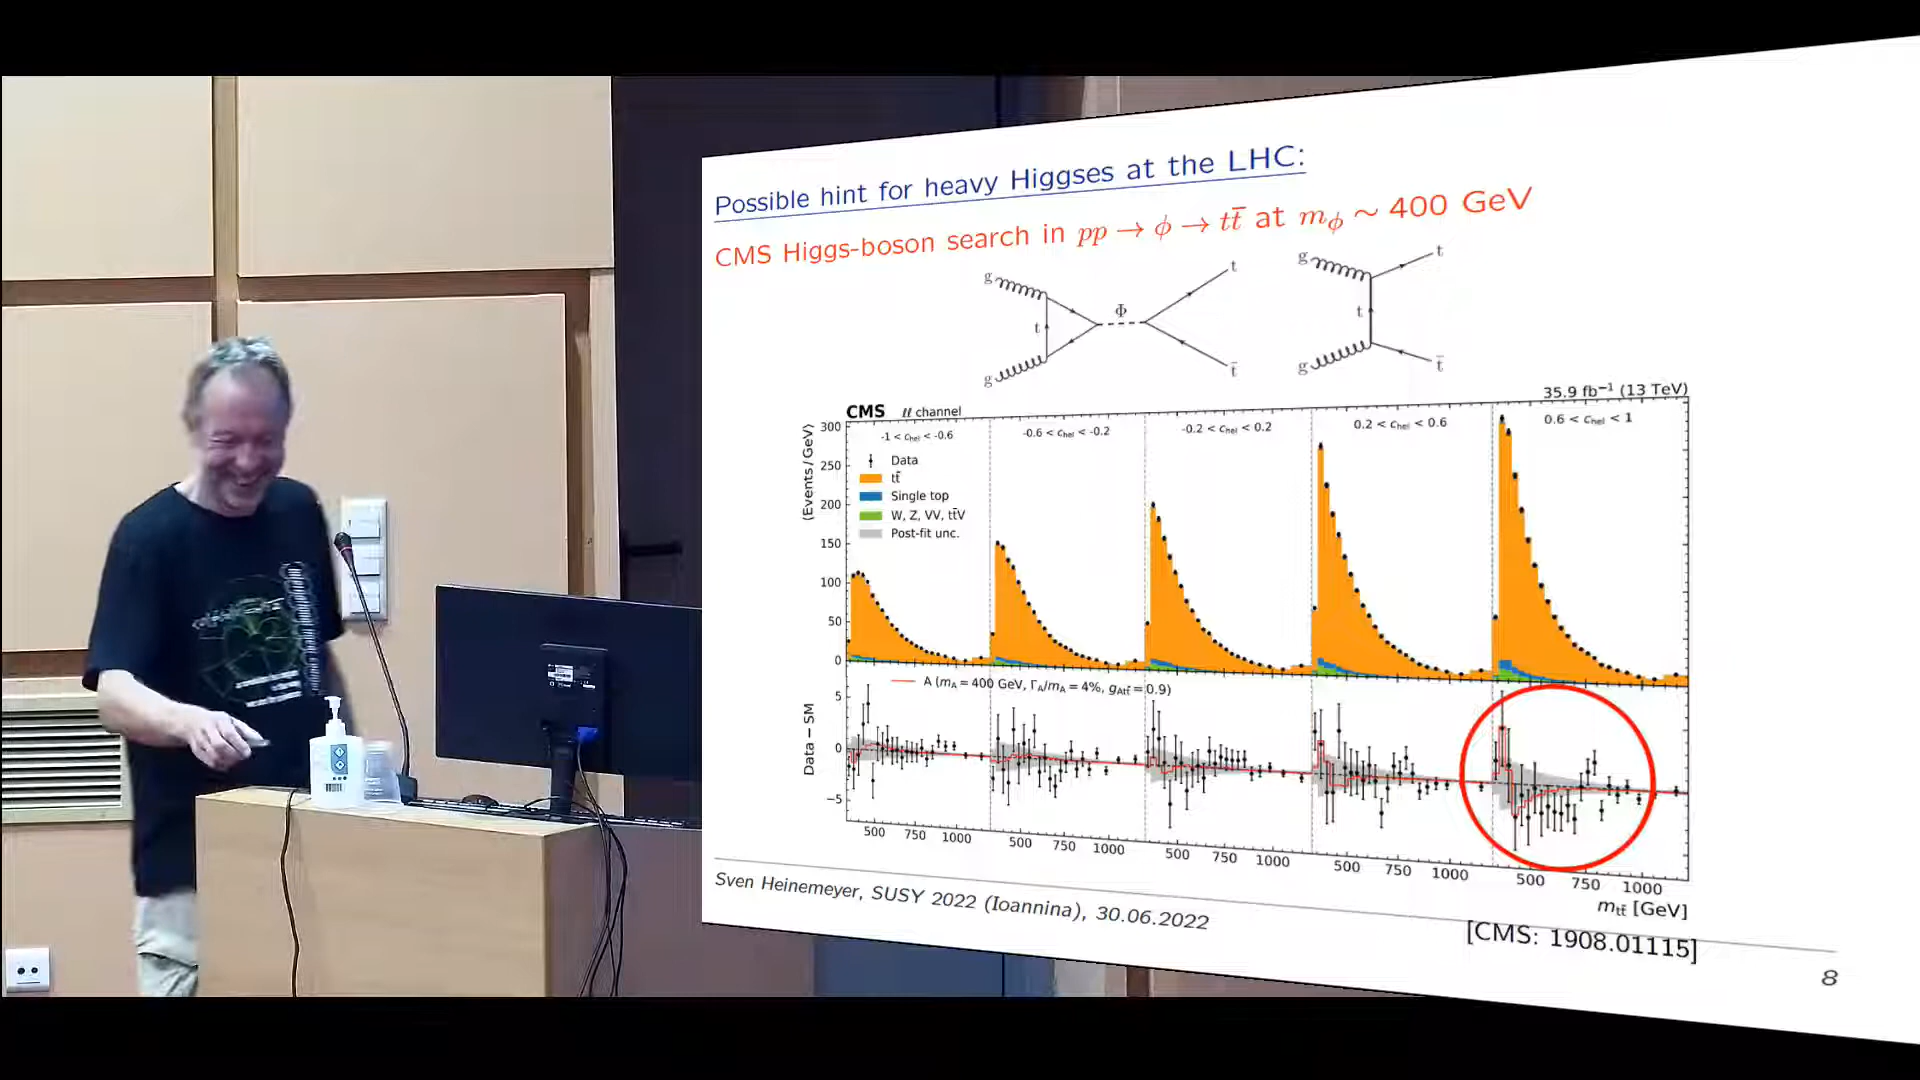 Possible hint for heavy Higgses at the LHC:
CMS Higgs-boson search in pp → ϕ → tt̄ at mϕ ∼ 400 GeV
g
g
t
Φ
t
t̄
g
g
t
t
t̄
CMS ℓℓ channel
35.9 fb⁻¹ (13 TeV)
⟨Events / GeV⟩
300
250
200
150
100
50
0
-1 < chel < -0.6
-0.6 < chel < -0.2
-0.2 < chel < 0.2
0.2 < chel < 0.6
0.6 < chel < 1
Data
tt̄
Single top
W, Z, VV, tt̄V
Post-fit unc.
A (mA = 400 GeV, ΓA/mA = 4%, gAtt̄ = 0.9)
Data − SM
5
0
−5
500 750 1000
500 750 1000
500 750 1000
500 750 1000
500 750 1000
mtt̄ [GeV]
Sven Heinemeyer, SUSY 2022 (Ioannina), 30.06.2022
[CMS: 1908.01115]
8